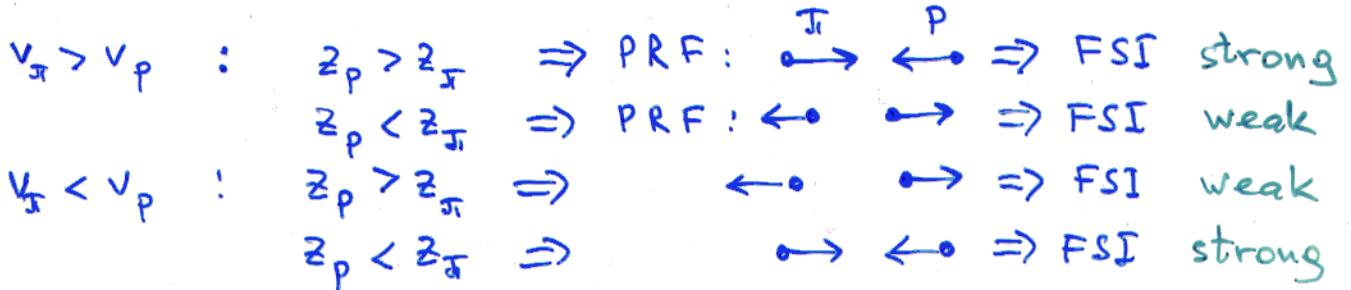 v_π > v_p : z_p > z_π ⇒ PRF: π •→ p ←• ⇒ FSI strong
z_p < z_π ⇒ PRF: ←• •→ ⇒ FSI weak
v_π < v_p : z_p > z_π ⇒ ←• •→ ⇒ FSI weak
z_p < z_π ⇒ •→ ←• ⇒ FSI strong